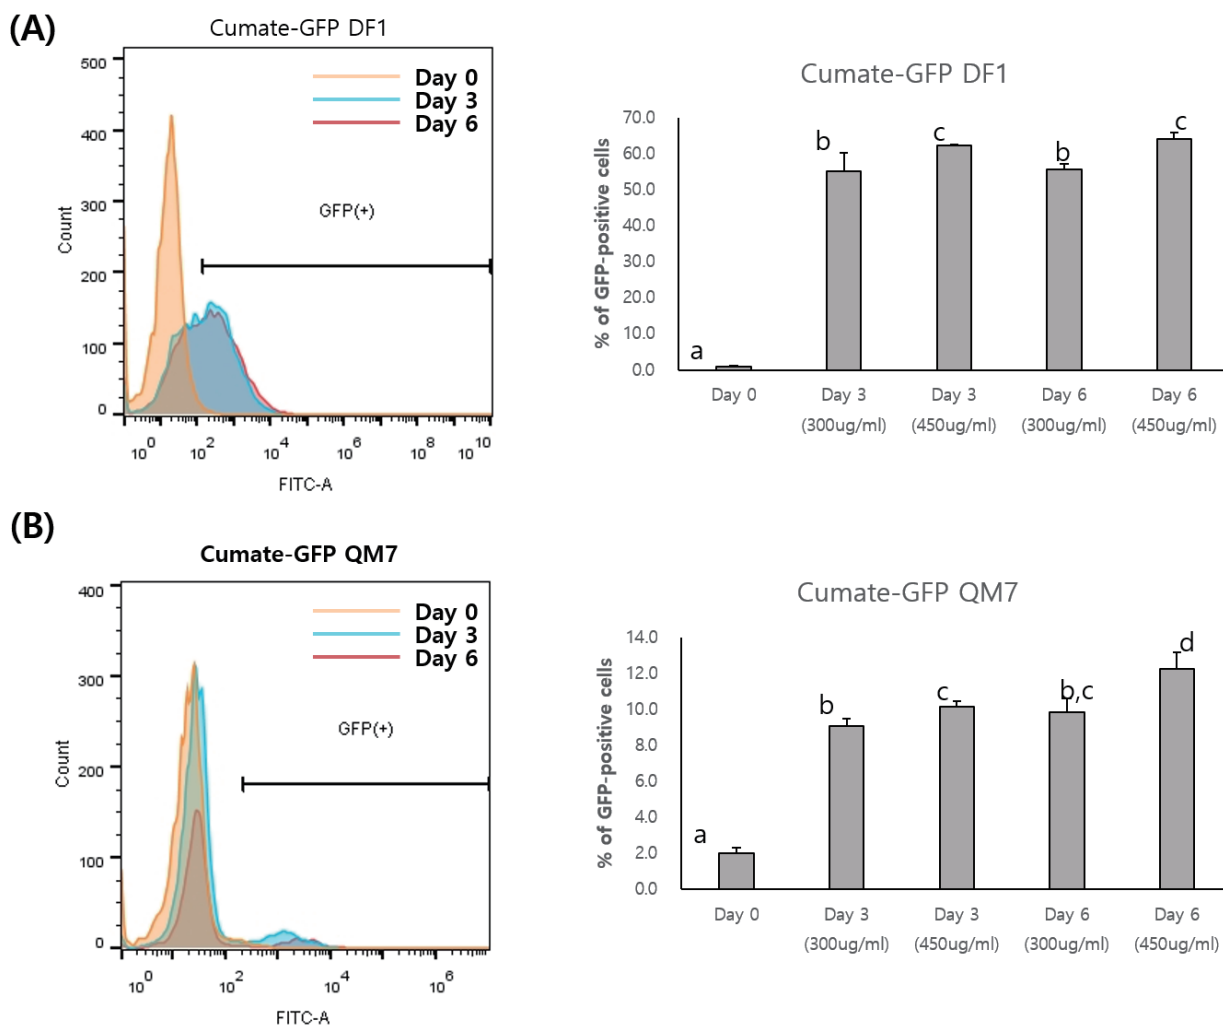 (A)
Cumate-GFP DF1
500
400
300
200
100
0
Count
Day 0
Day 3
Day 6
GFP(+)
10^0
10^2
10^4
10^6
10^8
10^10
FITC-A
Cumate-GFP DF1
% of GFP-positive cells
70.0
60.0
50.0
40.0
30.0
20.0
10.0
0.0
a
b
c
b
c
Day 0
Day 3
Day 3
Day 6
Day 6
(300ug/ml)
(450ug/ml)
(300ug/ml)
(450ug/ml)
(B)
Cumate-GFP QM7
400
300
200
100
0
Count
Day 0
Day 3
Day 6
GFP(+)
10^0
10^2
10^4
10^6
FITC-A
Cumate-GFP QM7
% of GFP-positive cells
14.0
12.0
10.0
8.0
6.0
4.0
2.0
0.0
a
b
c
b,c
d
Day 0
Day 3
Day 3
Day 6
Day 6
(300ug/ml)
(450ug/ml)
(300ug/ml)
(450ug/ml)